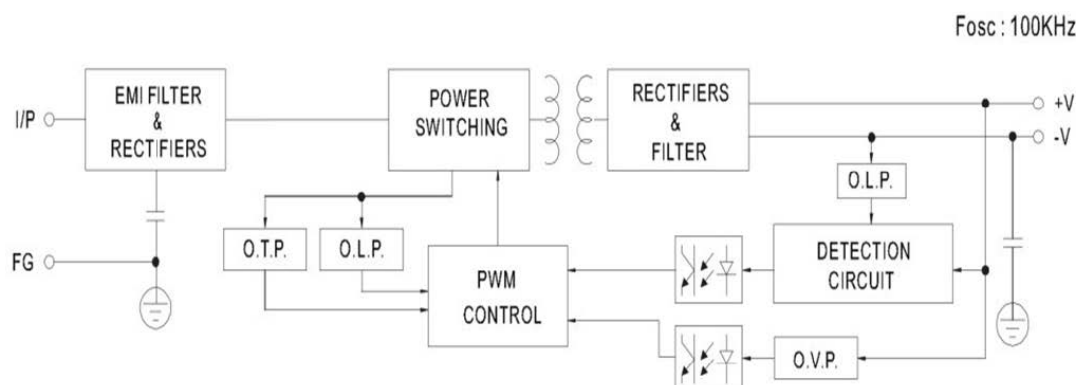 Fosc : 100KHz
EMI FILTER
&
RECTIFIERS
POWER
SWITCHING
RECTIFIERS
&
FILTER
I/P
+V
-V
O.L.P.
O.T.P.
O.L.P.
FG
PWM
CONTROL
DETECTION
CIRCUIT
O.V.P.